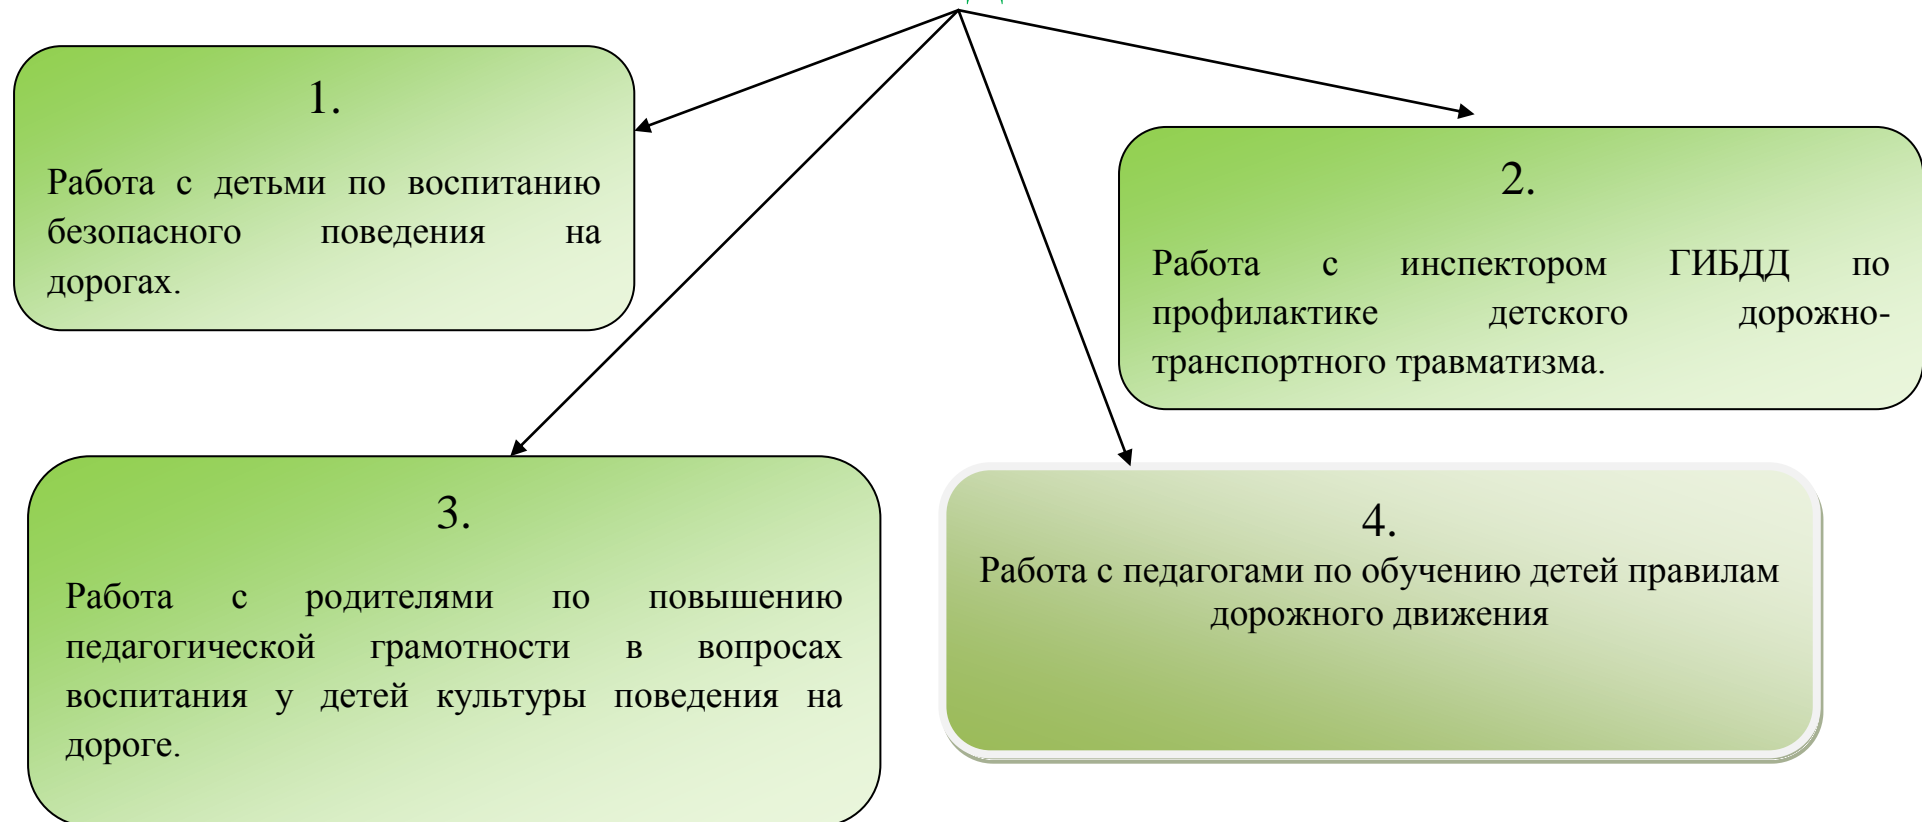 1.
Работа с детьми по воспитанию
безопасного поведения на
дорогах.
2.
Работа с инспектором ГИБДД по
профилактике детского дорожно-
транспортного травматизма.
3.
Работа с родителями по повышению
педагогической грамотности в вопросах
воспитания у детей культуры поведения на
дороге.
4.
Работа с педагогами по обучению детей правилам
дорожного движения